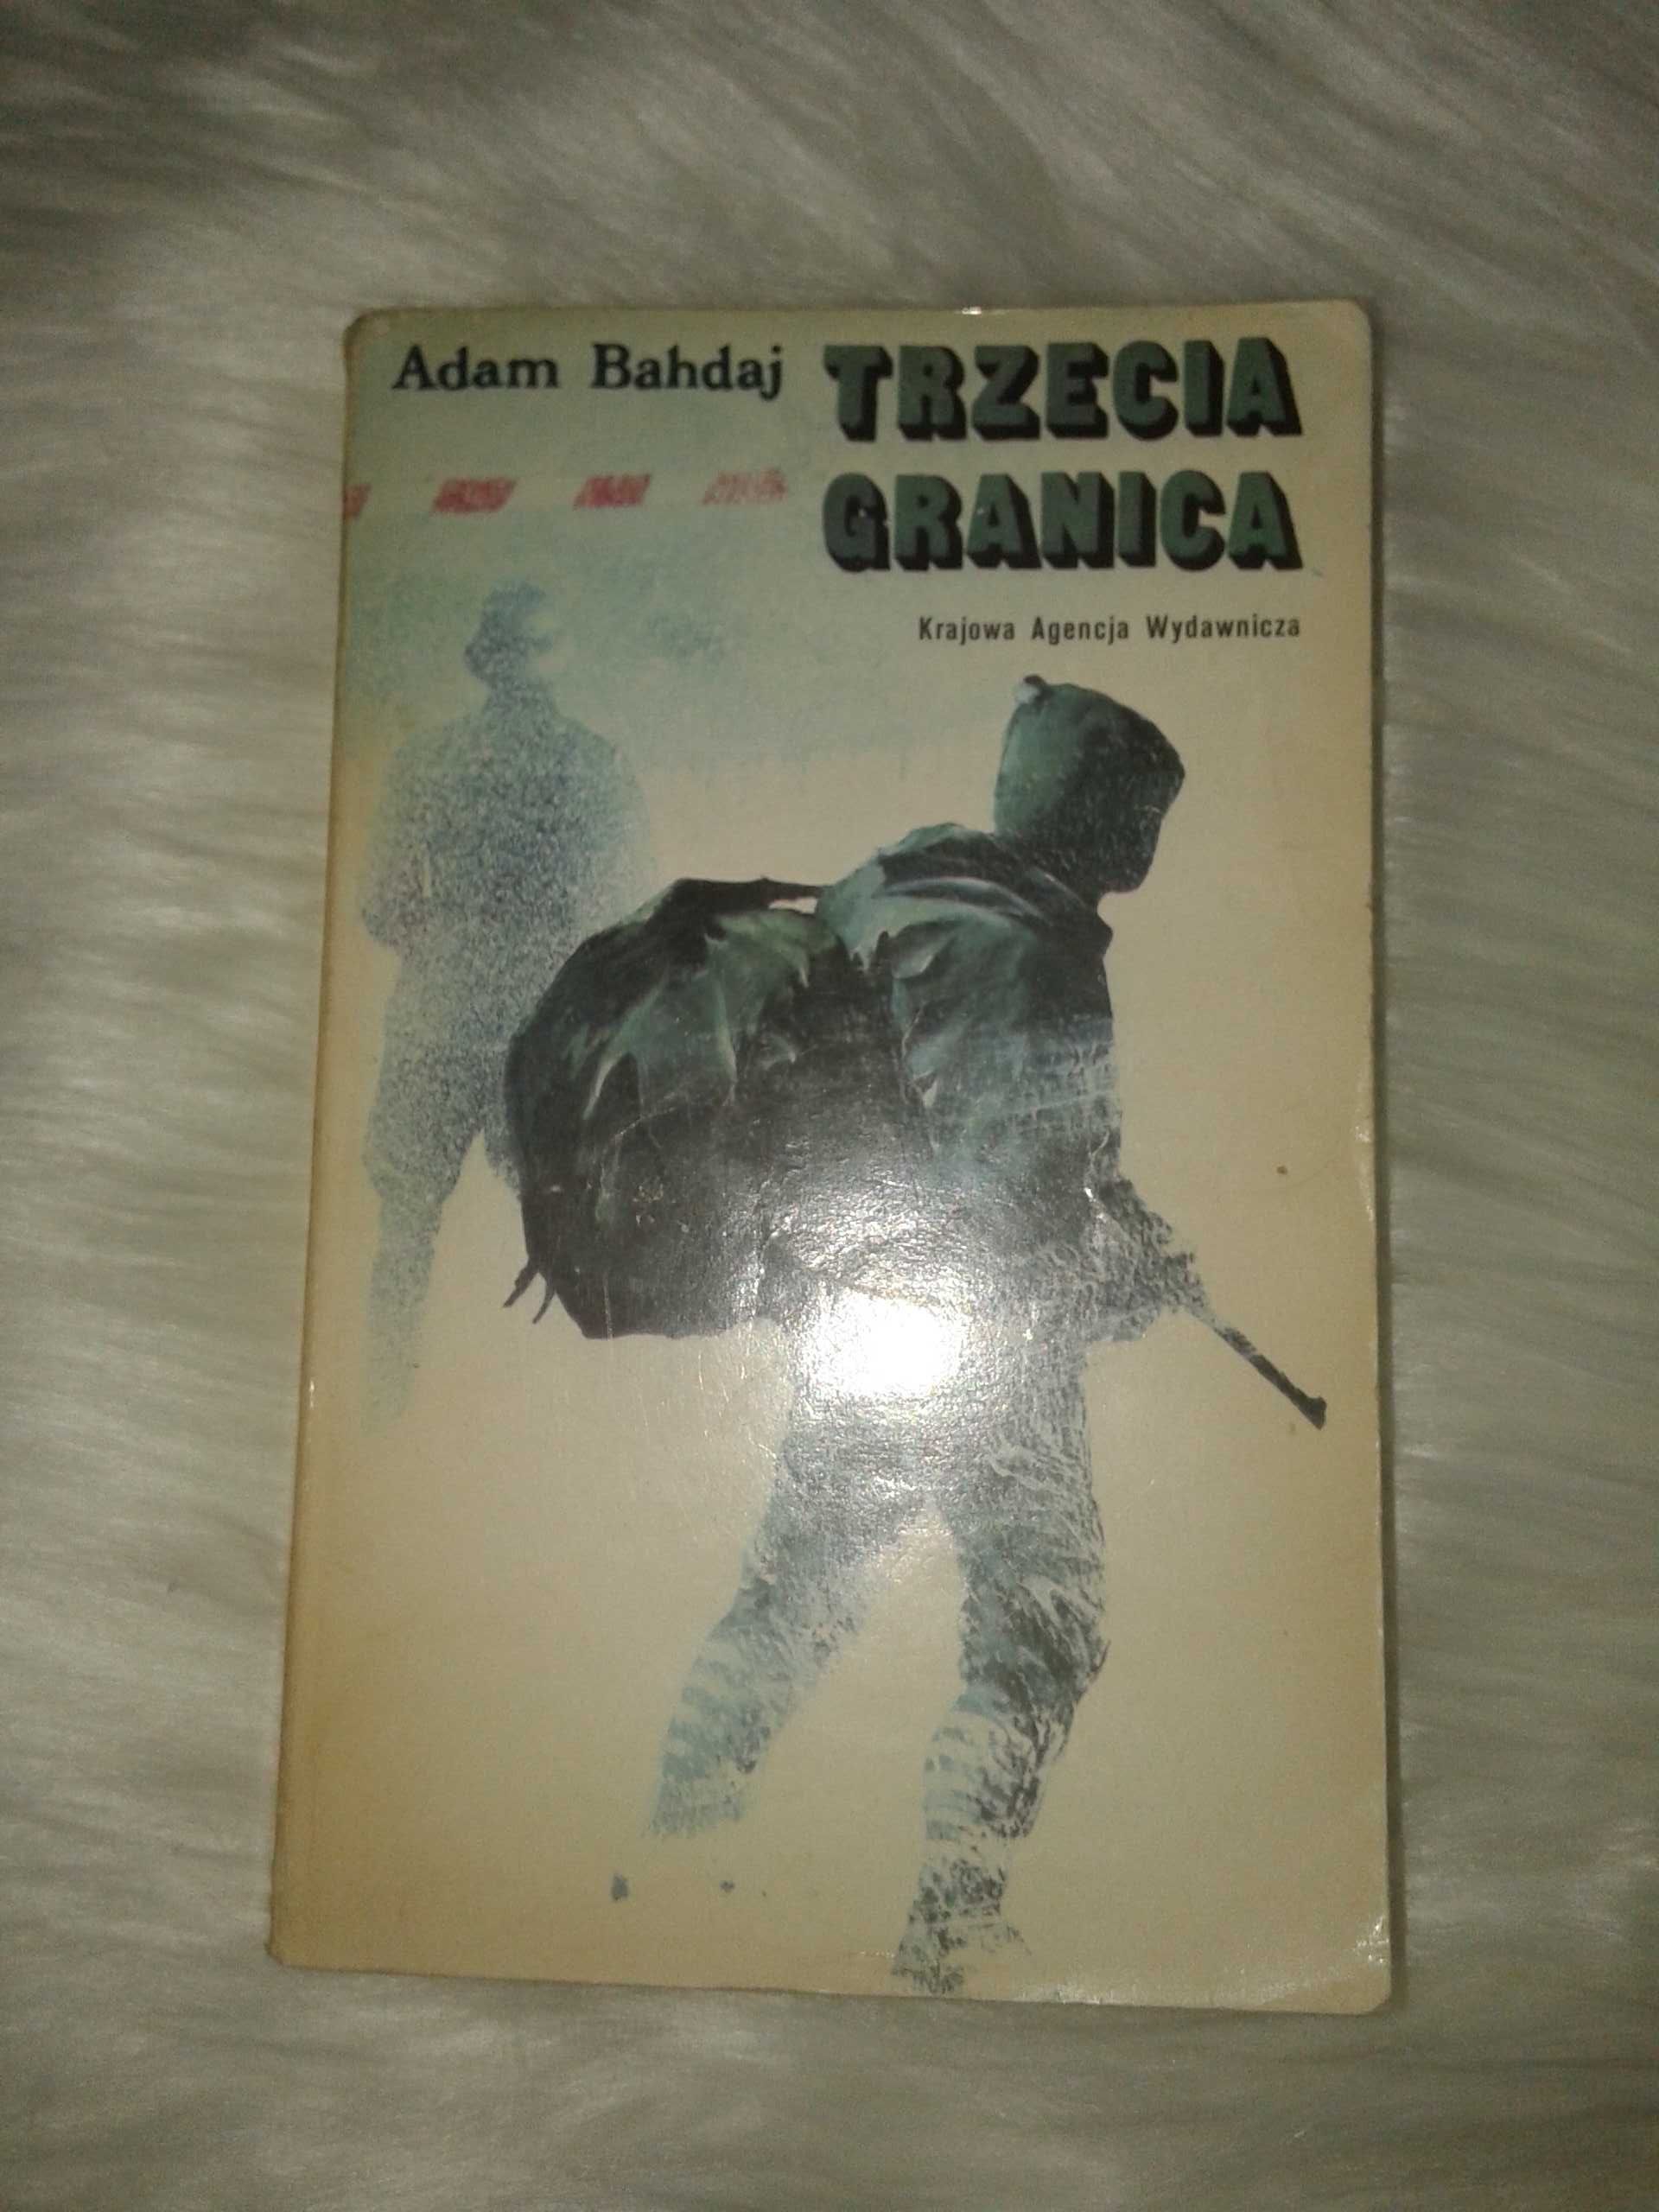 Adam Bahdaj
TRZECIA
GRANICA
Krajowa Agencja Wydawnicza